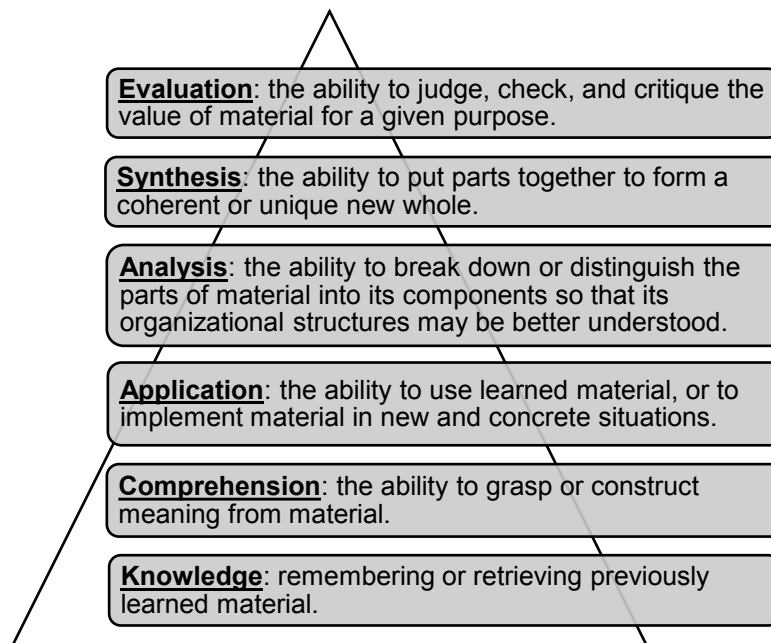 Evaluation: the ability to judge, check, and critique the
value of material for a given purpose.
Synthesis: the ability to put parts together to form a
coherent or unique new whole.
Analysis: the ability to break down or distinguish the
parts of material into its components so that its
organizational structures may be better understood.
Application: the ability to use learned material, or to
implement material in new and concrete situations.
Comprehension: the ability to grasp or construct
meaning from material.
Knowledge: remembering or retrieving previously
learned material.